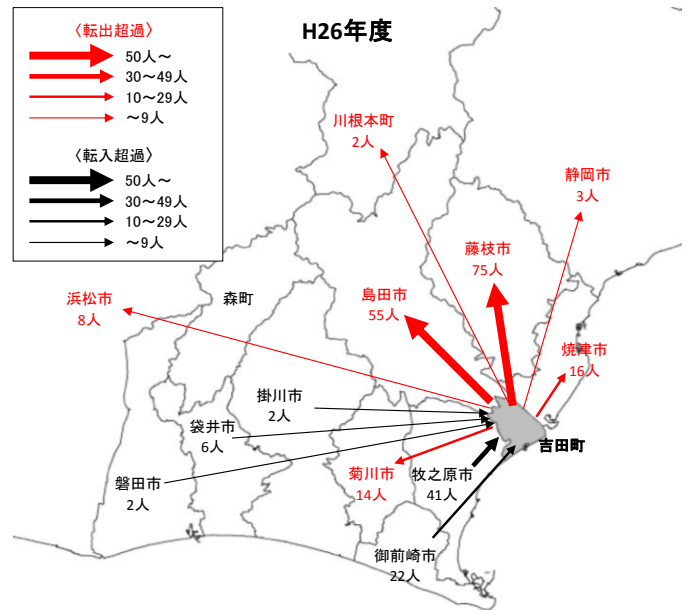 H26年度
〈転出超過〉
50人～
30～49人
10～29人
～9人
〈転入超過〉
50人～
30～49人
10～29人
～9人
川根本町
2人
静岡市
3人
藤枝市
75人
島田市
55人
浜松市
8人
森町
焼津市
16人
掛川市
2人
袋井市
6人
吉田町
磐田市
2人
菊川市
14人
牧之原市
41人
御前崎市
22人